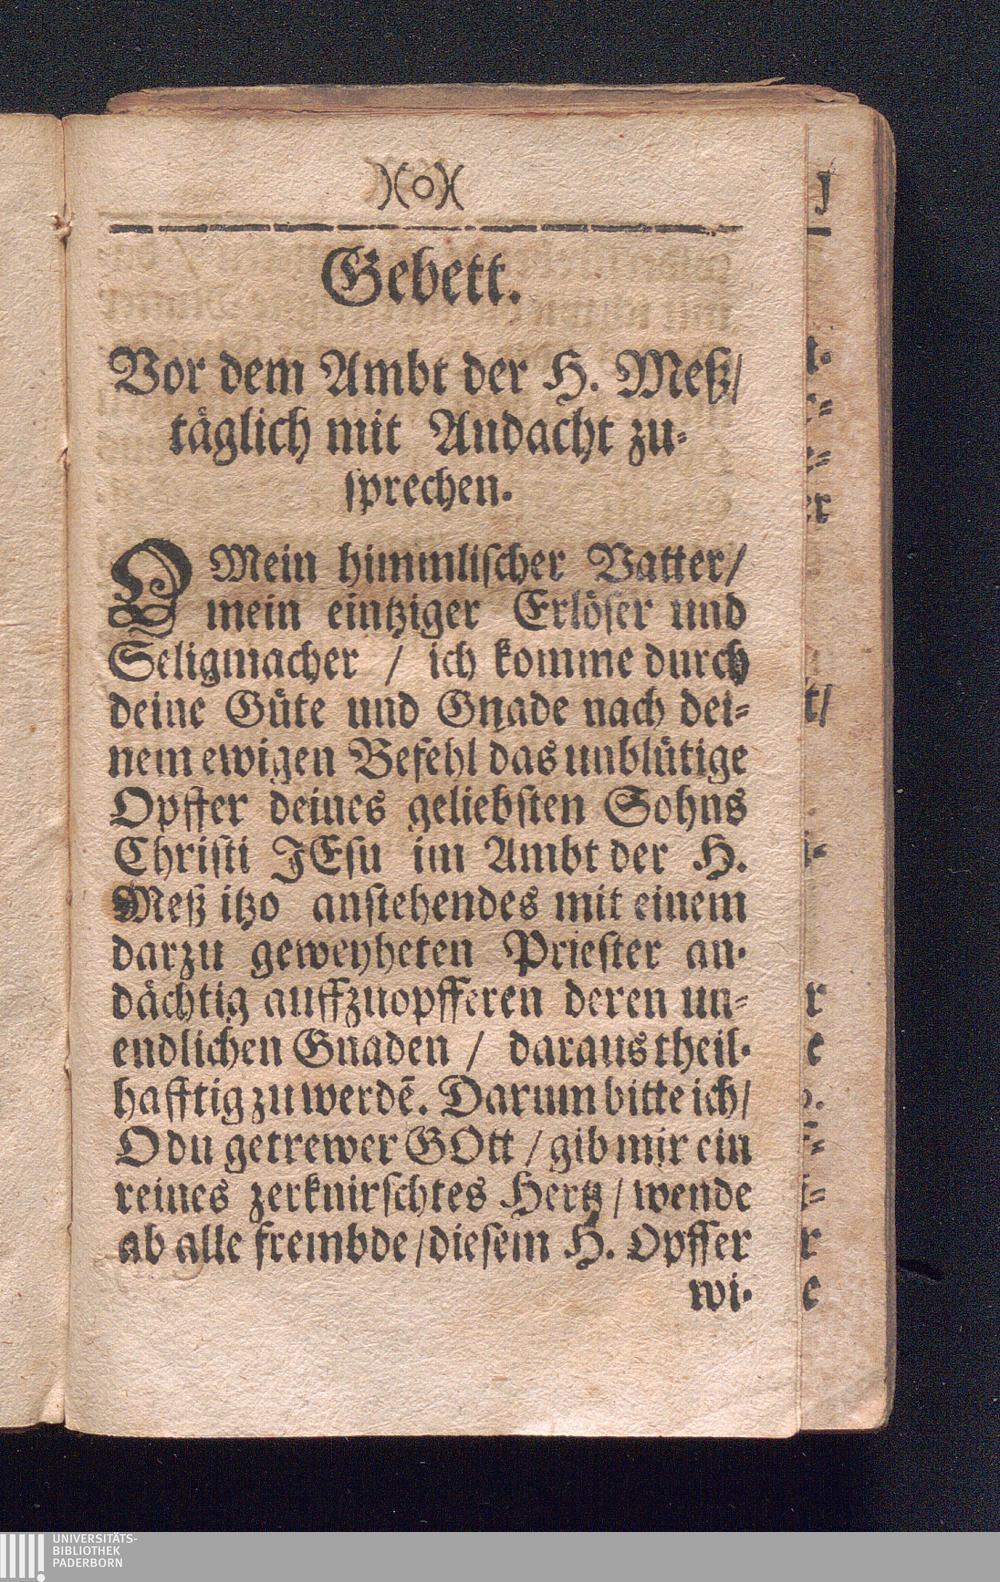 )(o)(
Gebett.
Vor dem Ambt der H. Meß/
täglich mit Andacht zu-
sprechen.
O Mein himmlischer Vatter/
mein eintziger Erlöser und
Seligmacher / ich komme durch
deine Güte und Gnade nach dei-
nem ewigen Befehl das unblütige
Opffer deines geliebsten Sohns
Christi JEsu im Ambt der H.
Meß itzo anstehendes mit einem
darzu geweyheten Priester an-
dächtig auffzuopfferen deren un-
endlichen Gnaden / daraus theil-
hafftig zu werdē. Darum bitte ich/
O du getrewer GOtt / gib mir ein
reines zerknirschtes Hertz / wende
ab alle frembde / diesem H. Opffer
wi-
UNIVERSITÄTS-
BIBLIOTHEK
PADERBORN